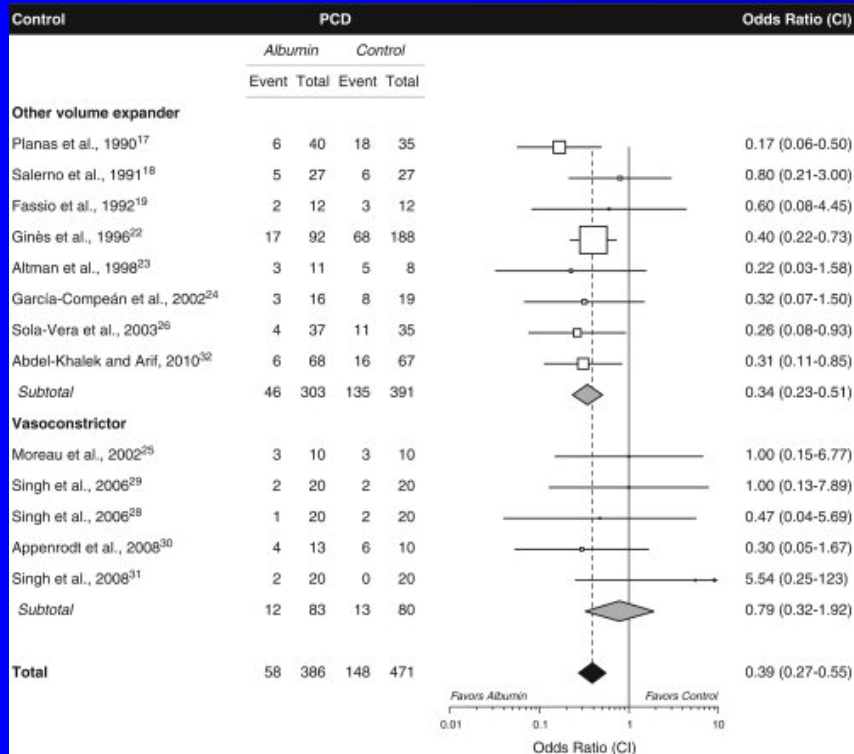 Control PCD Odds Ratio (CI)
Albumin Control
Event Total Event Total
Other volume expander
Planas et al., 1990¹⁷ 6 40 18 35 0.17 (0.06-0.50)
Salerno et al., 1991¹⁸ 5 27 6 27 0.80 (0.21-3.00)
Fassio et al., 1992¹⁹ 2 12 3 12 0.60 (0.08-4.45)
Ginès et al., 1996²² 17 92 68 188 0.40 (0.22-0.73)
Altman et al., 1998²³ 3 11 5 8 0.22 (0.03-1.58)
García-Compeán et al., 2002²⁴ 3 16 8 19 0.32 (0.07-1.50)
Sola-Vera et al., 2003²⁶ 4 37 11 35 0.26 (0.08-0.93)
Abdel-Khalek and Arif, 2010³² 6 68 16 67 0.31 (0.11-0.85)
Subtotal 46 303 135 391 0.34 (0.23-0.51)
Vasoconstrictor
Moreau et al., 2002²⁵ 3 10 3 10 1.00 (0.15-6.77)
Singh et al., 2006²⁹ 2 20 2 20 1.00 (0.13-7.89)
Singh et al., 2006²⁸ 1 20 2 20 0.47 (0.04-5.69)
Appenrodt et al., 2008³⁰ 4 13 6 10 0.30 (0.05-1.67)
Singh et al., 2008³¹ 2 20 0 20 5.54 (0.25-123)
Subtotal 12 83 13 80 0.79 (0.32-1.92)
Total 58 386 148 471 0.39 (0.27-0.55)
Favors Albumin Favors Control
0.01 0.1 1 10
Odds Ratio (CI)